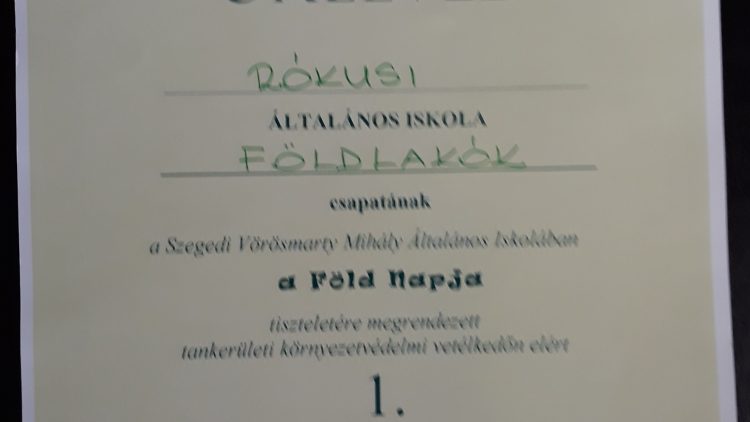 RÓKUSI
ÁLTALÁNOS ISKOLA
FÖLDLAKÓK
csapatának
a Szegedi Vörösmarty Mihály Általános Iskolában
a Föld Napja
tiszteletére megrendezett
tankerületi környezetvédelmi vetélkedőn elért
1.